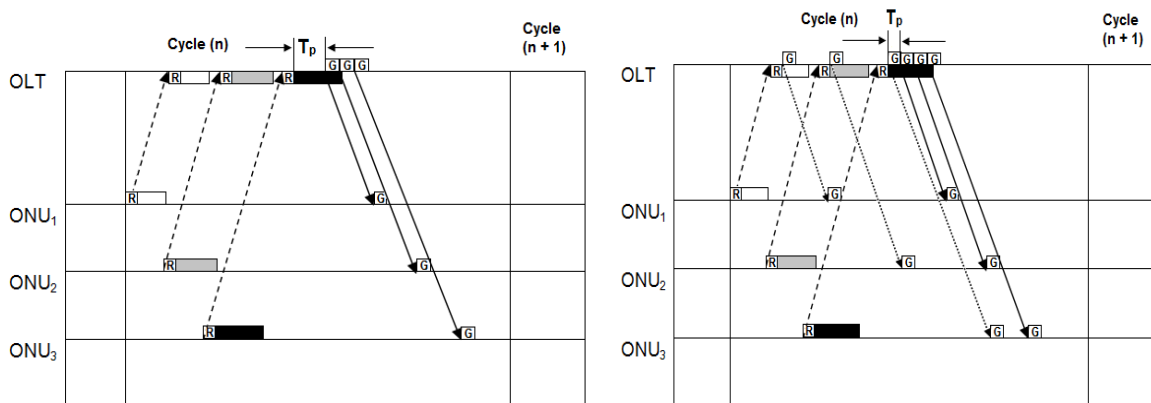 Cycle (n)
Tp
Cycle
(n + 1)
G G G
OLT
R R R
R
G
ONU1
R
G
ONU2
R
G
ONU3
Cycle (n)
Tp
Cycle
(n + 1)
G G G G G G
OLT
R R R
R
G G
ONU1
R
G G
ONU2
R
G G
ONU3